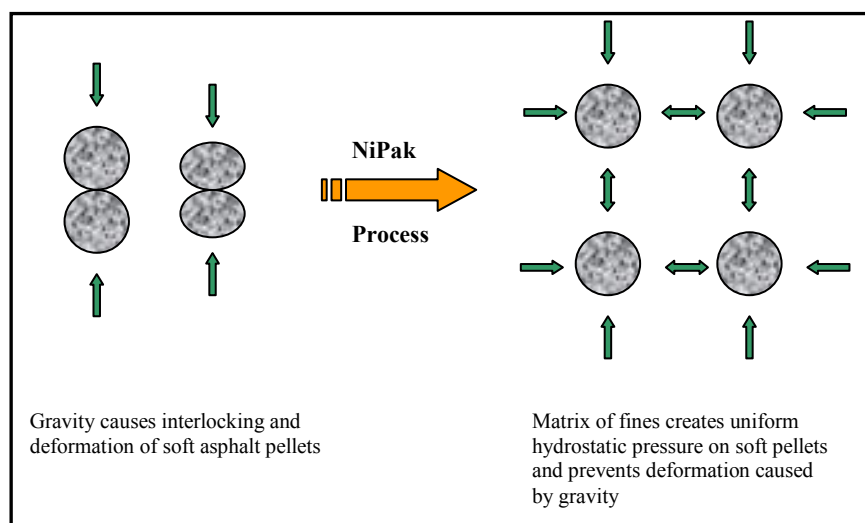 NiPak
Process
Gravity causes interlocking and
deformation of soft asphalt pellets
Matrix of fines creates uniform
hydrostatic pressure on soft pellets
and prevents deformation caused
by gravity